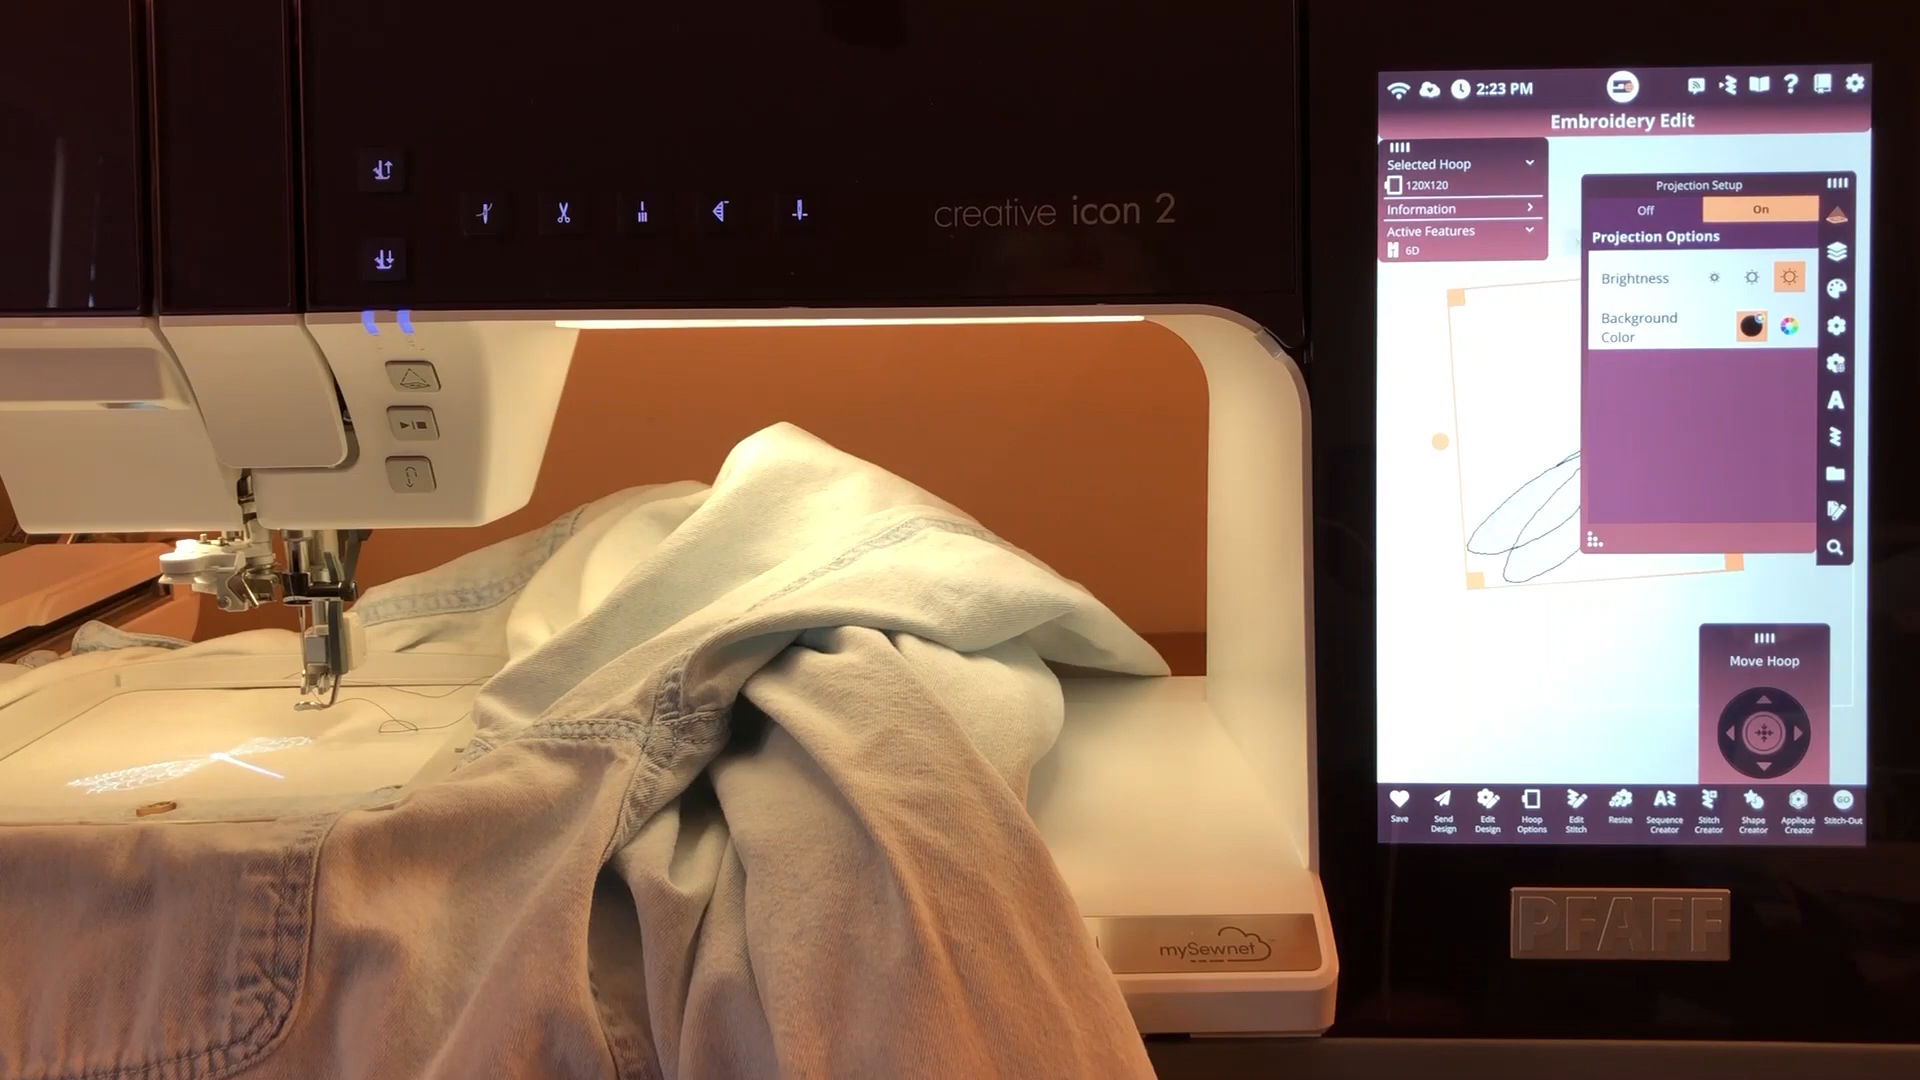 creative icon 2
2:23 PM
Embroidery Edit
Selected Hoop
120X120
Information
Active Features
6D
Projection Setup
Off
On
Projection Options
Brightness
Background
Color
A
Move Hoop
Save
Send
Design
Edit
Design
Hoop
Options
Edit
Stitch
Resize
Sequence
Creator
Stitch
Creator
Shape
Creator
Appliqué
Creator
GO
Stitch-Out
PFAFF
mySewnet